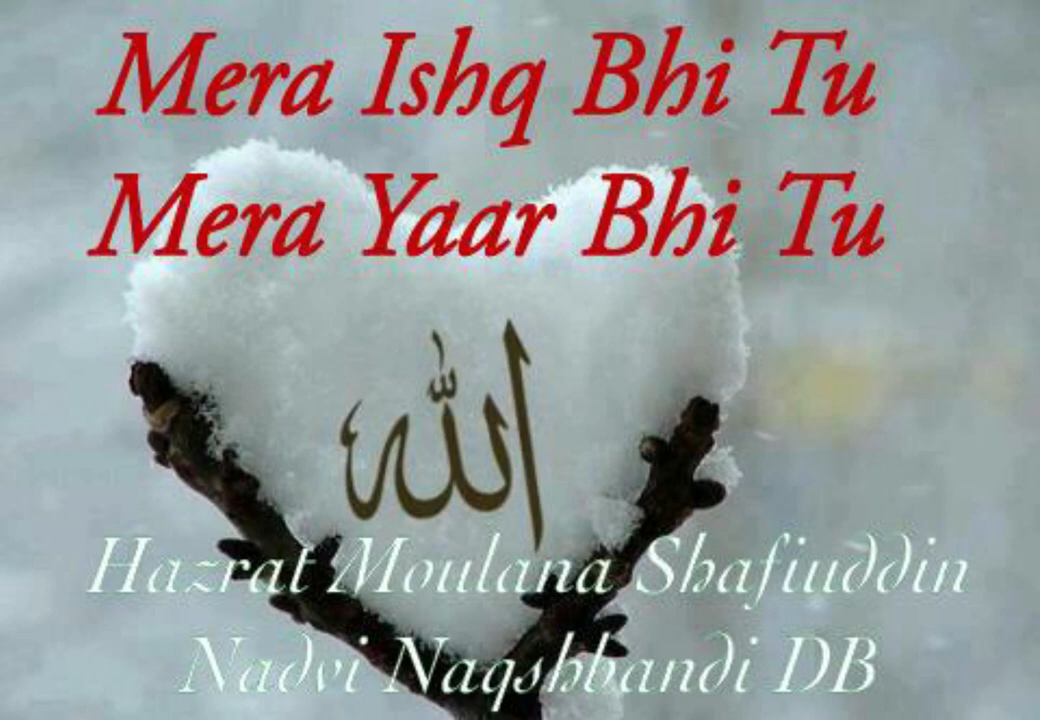 Mera Ishq Bhi Tu
Mera Yaar Bhi Tu
الله
Hazrat Moulana Shafiuddin
Nadvi Naqshbandi DB